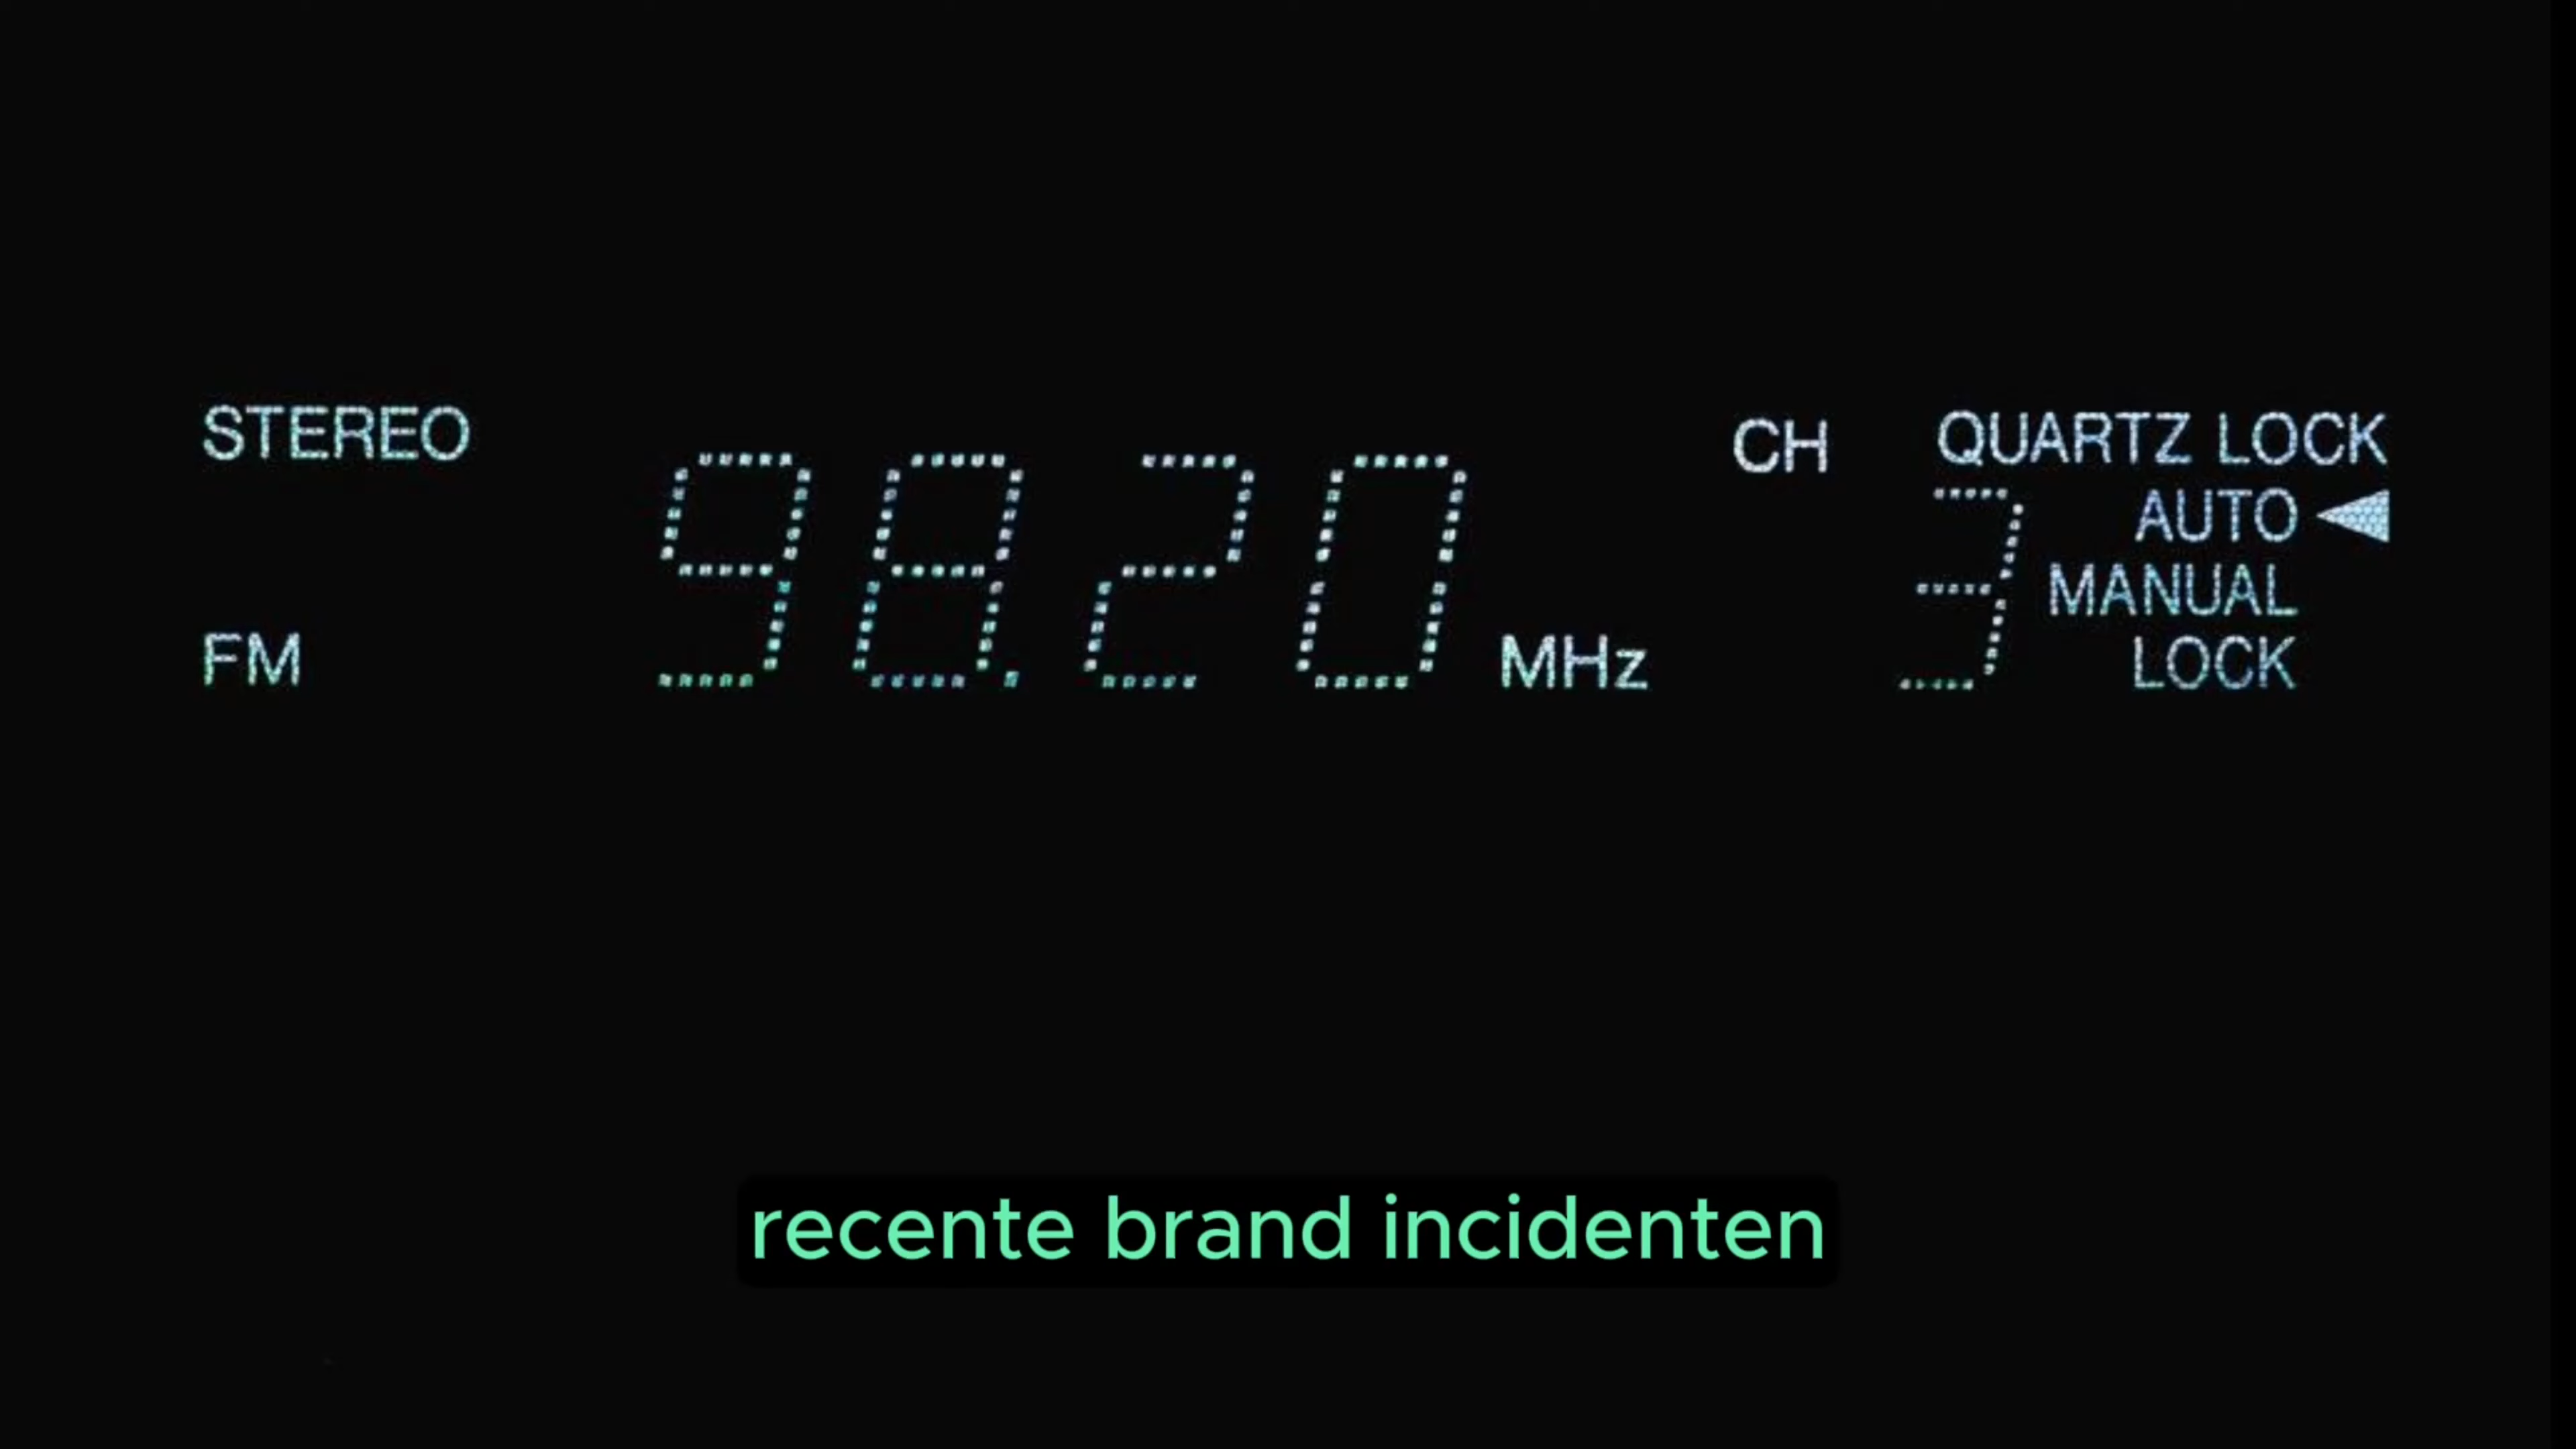 STEREO
FM
98.20 MHz
CH 3
QUARTZ LOCK
AUTO
MANUAL
LOCK
recente brand incidenten